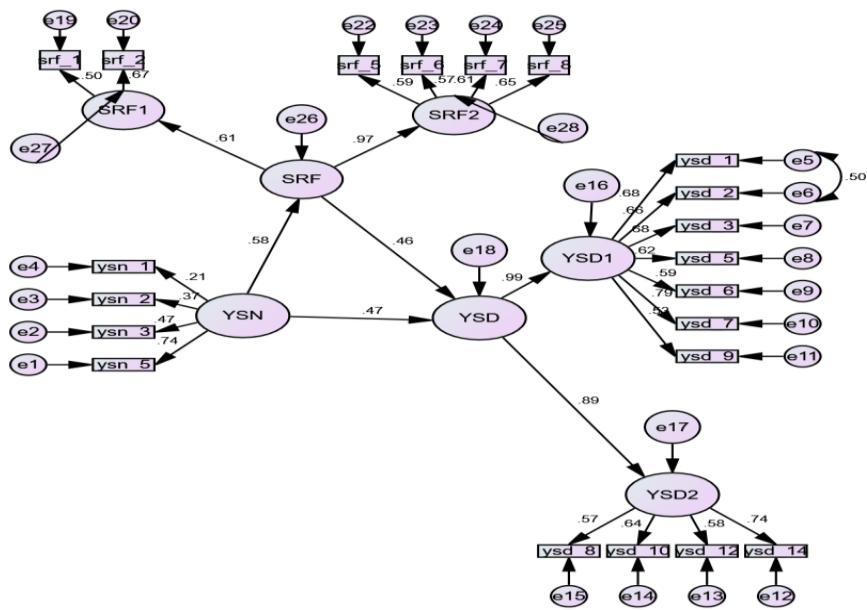 e19 e20 e22 e23 e24 e25
srf_1 srf_2 srf_5 srf_6 srf_7 srf_8
.50 .67 .59 .57 .61 .65
SRF1 SRF2
e27 e26 e28
.61 .97
SRF
ysd_1 e5
.50
ysd_2 e6
ysd_3 e7
ysd_5 e8
ysd_6 e9
ysd_7 e10
ysd_9 e11
e16
.68
.66
.68
.62
.59
.79
YSD1
.58 .46 e18
.99
e4 ysn_1 .21
e3 ysn_2 .37
e2 ysn_3 .47
e1 ysn_5 .74
YSN .47 YSD
.89
e17
YSD2
.57 .64 .58 .74
ysd_8 ysd_10 ysd_12 ysd_14
e15 e14 e13 e12